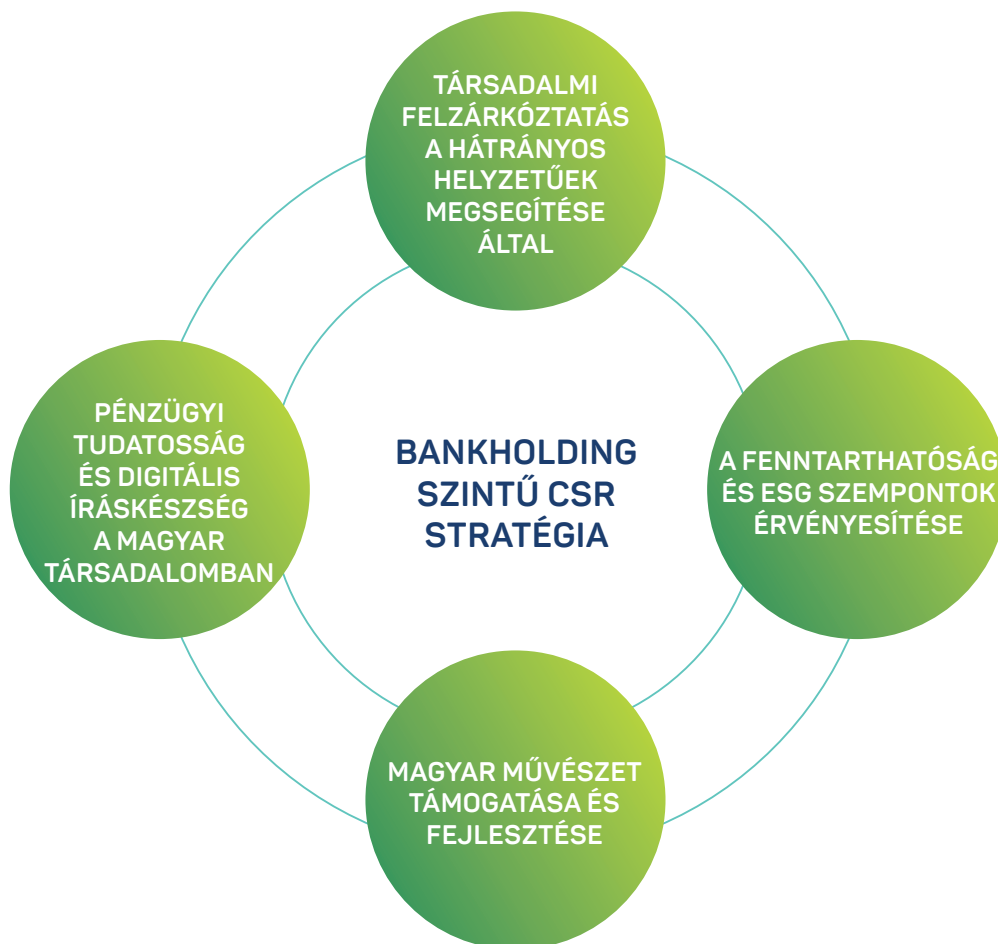 TÁRSADALMI
FELZÁRKÓZTATÁS
A HÁTRÁNYOS
HELYZETŰEK
MEGSEGÍTÉSE
ÁLTAL
PÉNZÜGYI
TUDATOSSÁG
ÉS DIGITÁLIS
ÍRÁSKÉSZSÉG
A MAGYAR
TÁRSADALOMBAN
BANKHOLDING
SZINTŰ CSR
STRATÉGIA
A FENNTARTHATÓSÁG
ÉS ESG SZEMPONTOK
ÉRVÉNYESÍTÉSE
MAGYAR MŰVÉSZET
TÁMOGATÁSA ÉS
FEJLESZTÉSE